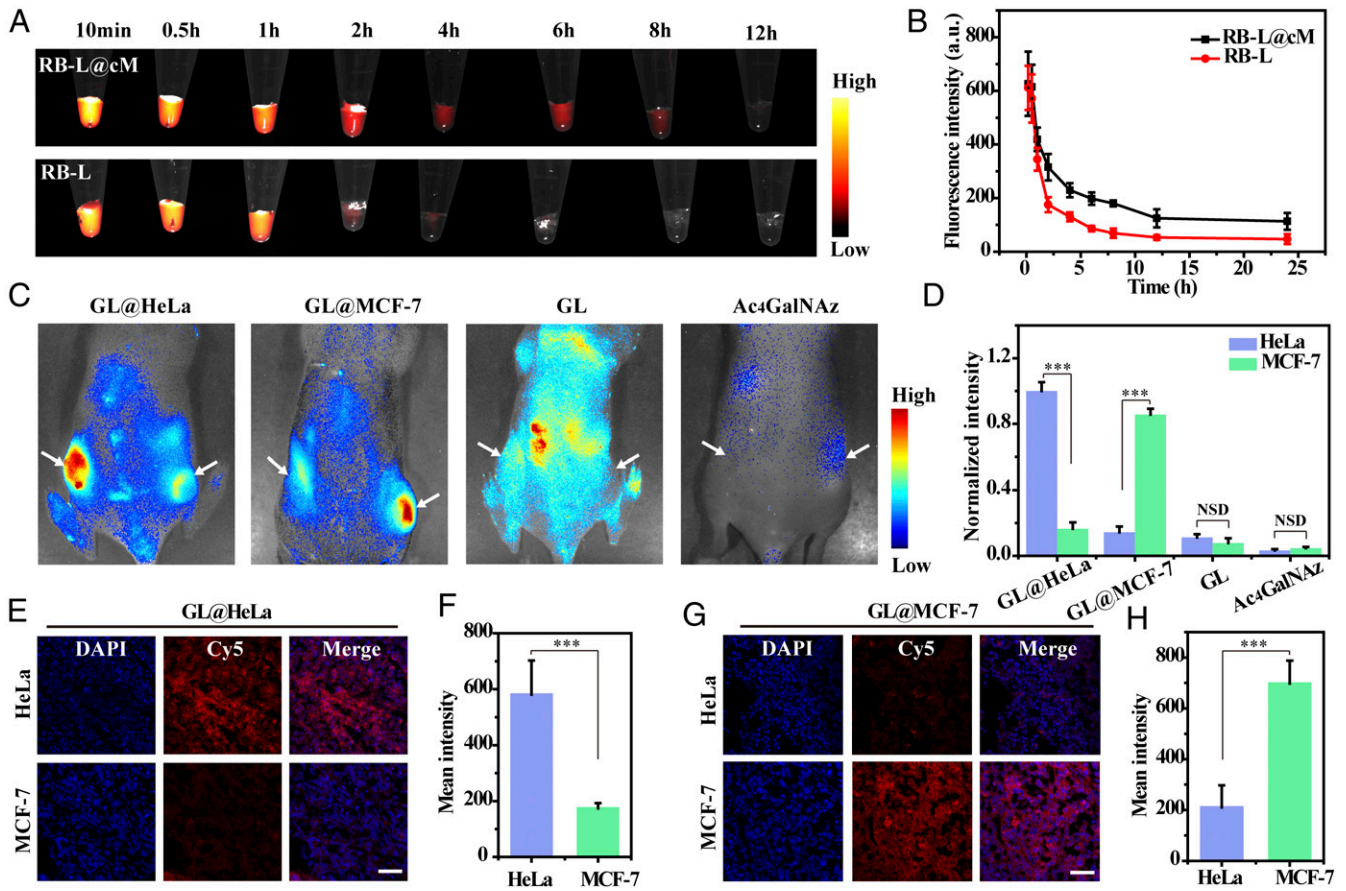 A
10min 0.5h 1h 2h 4h 6h 8h 12h
RB-L@cM
RB-L
High
Low
B
Fluorescence intensity (a.u.)
800
600
400
200
0
RB-L@cM
RB-L
0 5 10 15 20 25
Time (h)
C
GL@HeLa GL@MCF-7 GL Ac4GalNAz
High
Low
D
Normalized intensity
1.2
0.8
0.4
0.0
HeLa
MCF-7
***
***
NSD
NSD
GL@HeLa GL@MCF-7 GL Ac4GalNAz
E
GL@HeLa
DAPI Cy5 Merge
HeLa
MCF-7
F
Mean intensity
800
600
400
200
0
***
HeLa MCF-7
G
GL@MCF-7
DAPI Cy5 Merge
HeLa
MCF-7
H
Mean intensity
800
600
400
200
0
***
HeLa MCF-7